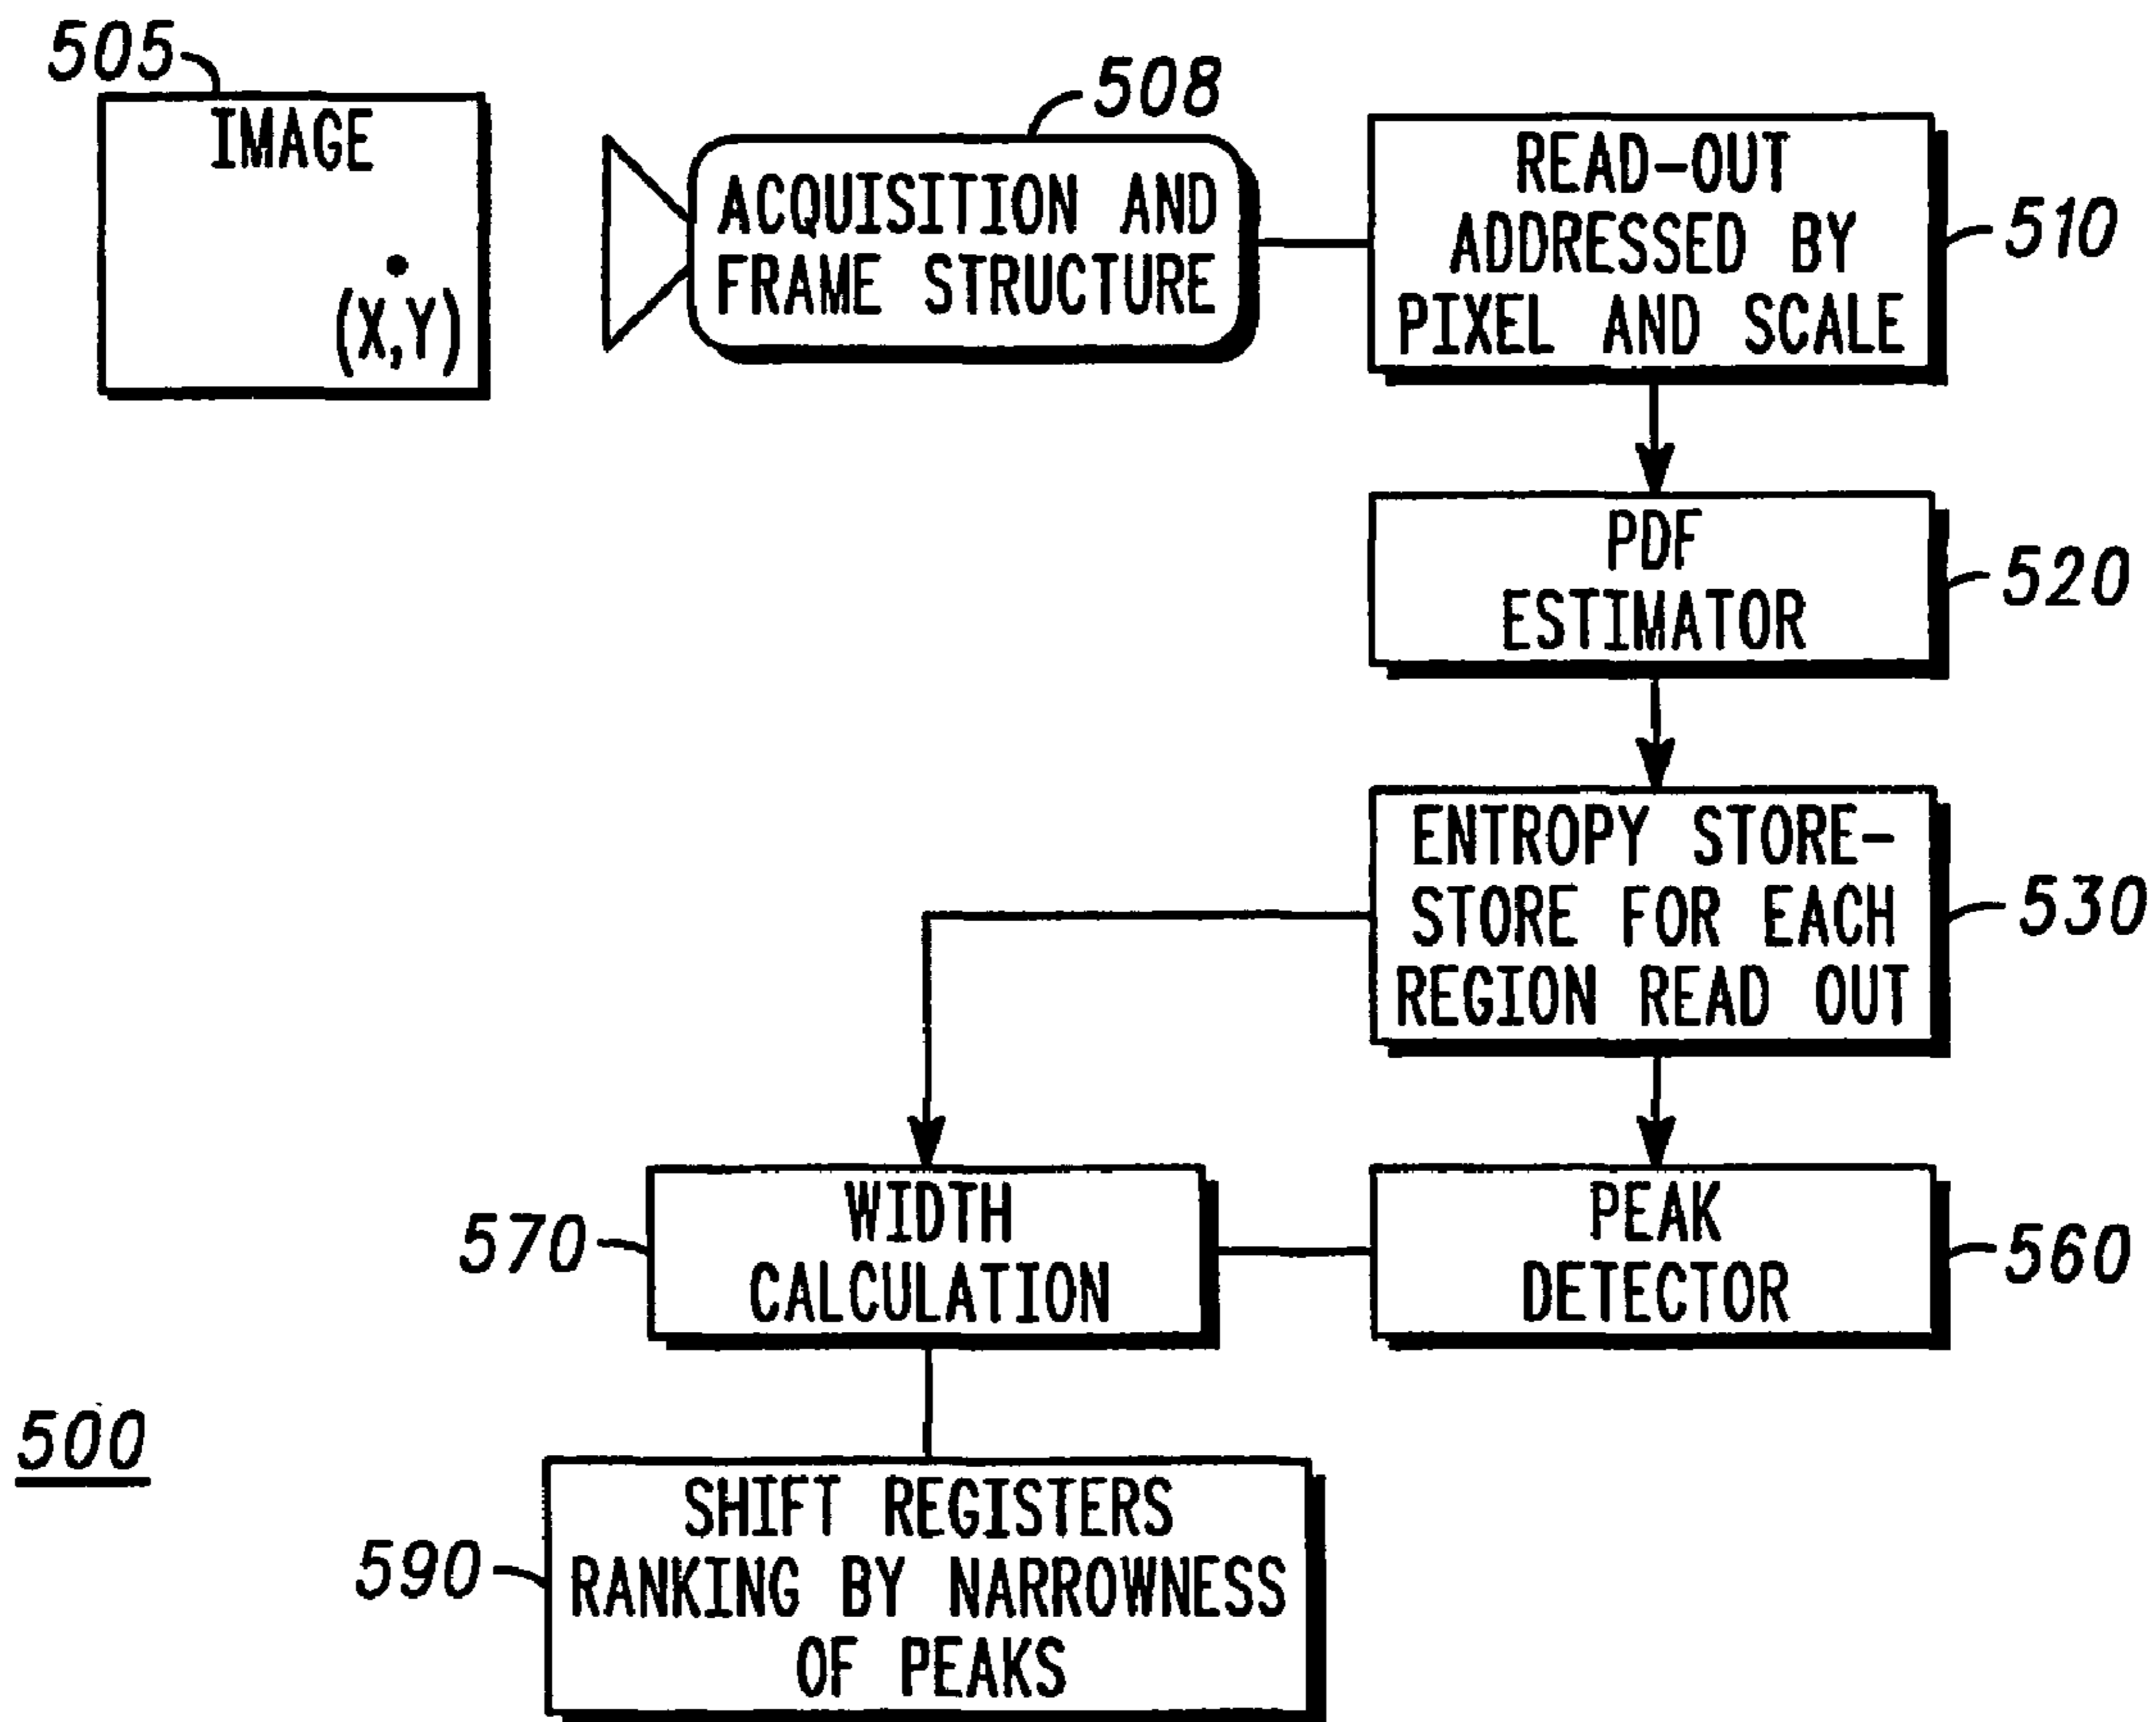 505
IMAGE
(X,Y)
508
ACQUISITION AND
FRAME STRUCTURE
READ-OUT
ADDRESSED BY
PIXEL AND SCALE
510
PDF
ESTIMATOR
520
ENTROPY STORE-
STORE FOR EACH
REGION READ OUT
530
WIDTH
CALCULATION
570
PEAK
DETECTOR
560
500
SHIFT REGISTERS
RANKING BY NARROWNESS
OF PEAKS
590